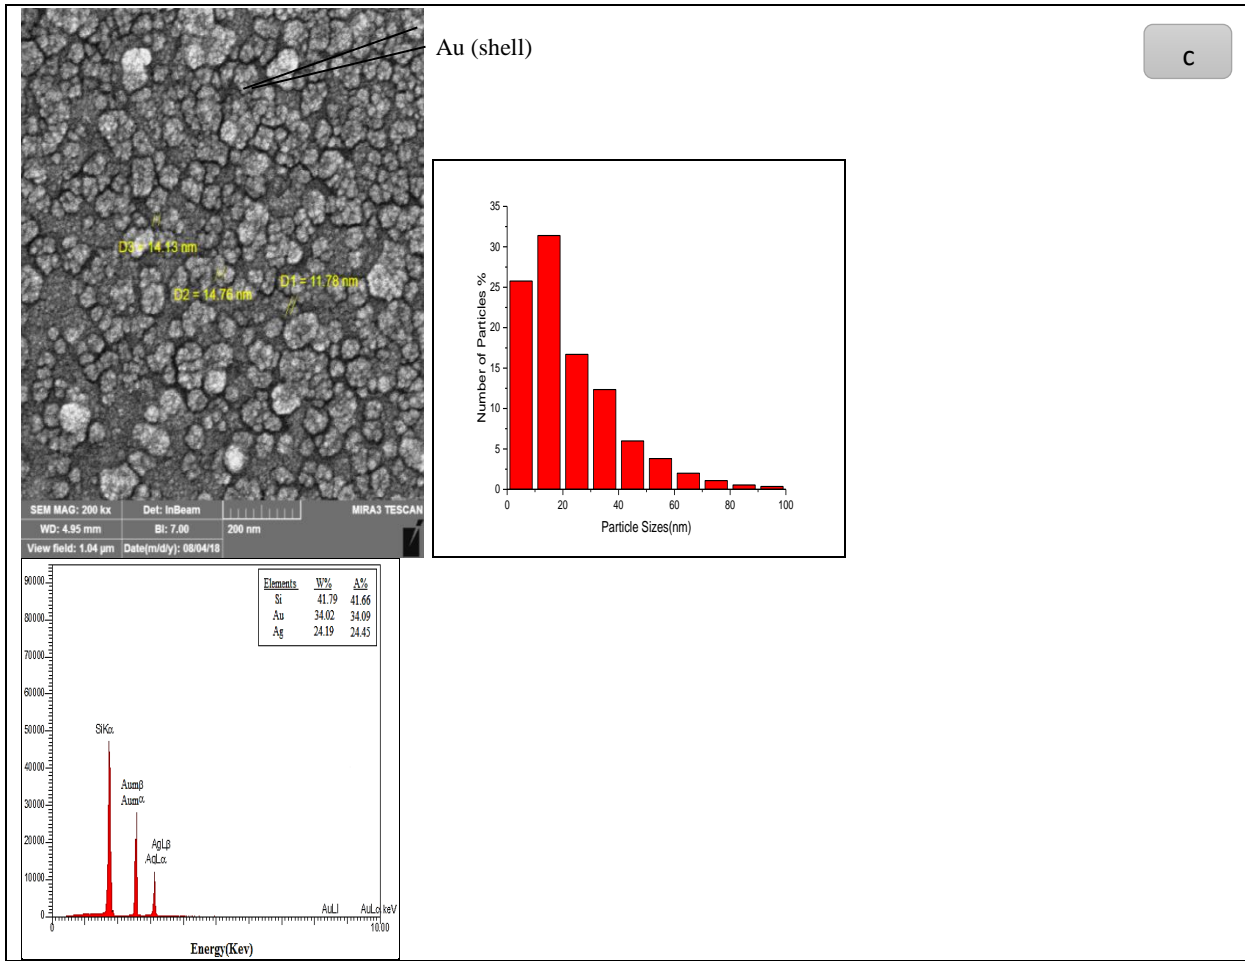 Au (shell)
c
D3 = 14.13 nm
D2 = 14.76 nm
D1 = 11.78 nm
SEM MAG: 200 kx Det: InBeam MIRA3 TESCAN
WD: 4.95 mm BI: 7.00 200 nm
View field: 1.04 µm Date(m/d/y): 08/04/18
35
30
25
20
15
10
5
0
Number of Particles %
0 20 40 60 80 100
Particle Sizes(nm)
90000
80000
70000
60000
50000
40000
30000
20000
10000
0
Elements W% A%
Si 41.79 41.66
Au 34.02 34.09
Ag 24.19 24.45
SiKα
Aumβ
Aumα
AgLβ
AgLα
AuLl AuLα keV
0 10.00
Energy(Kev)